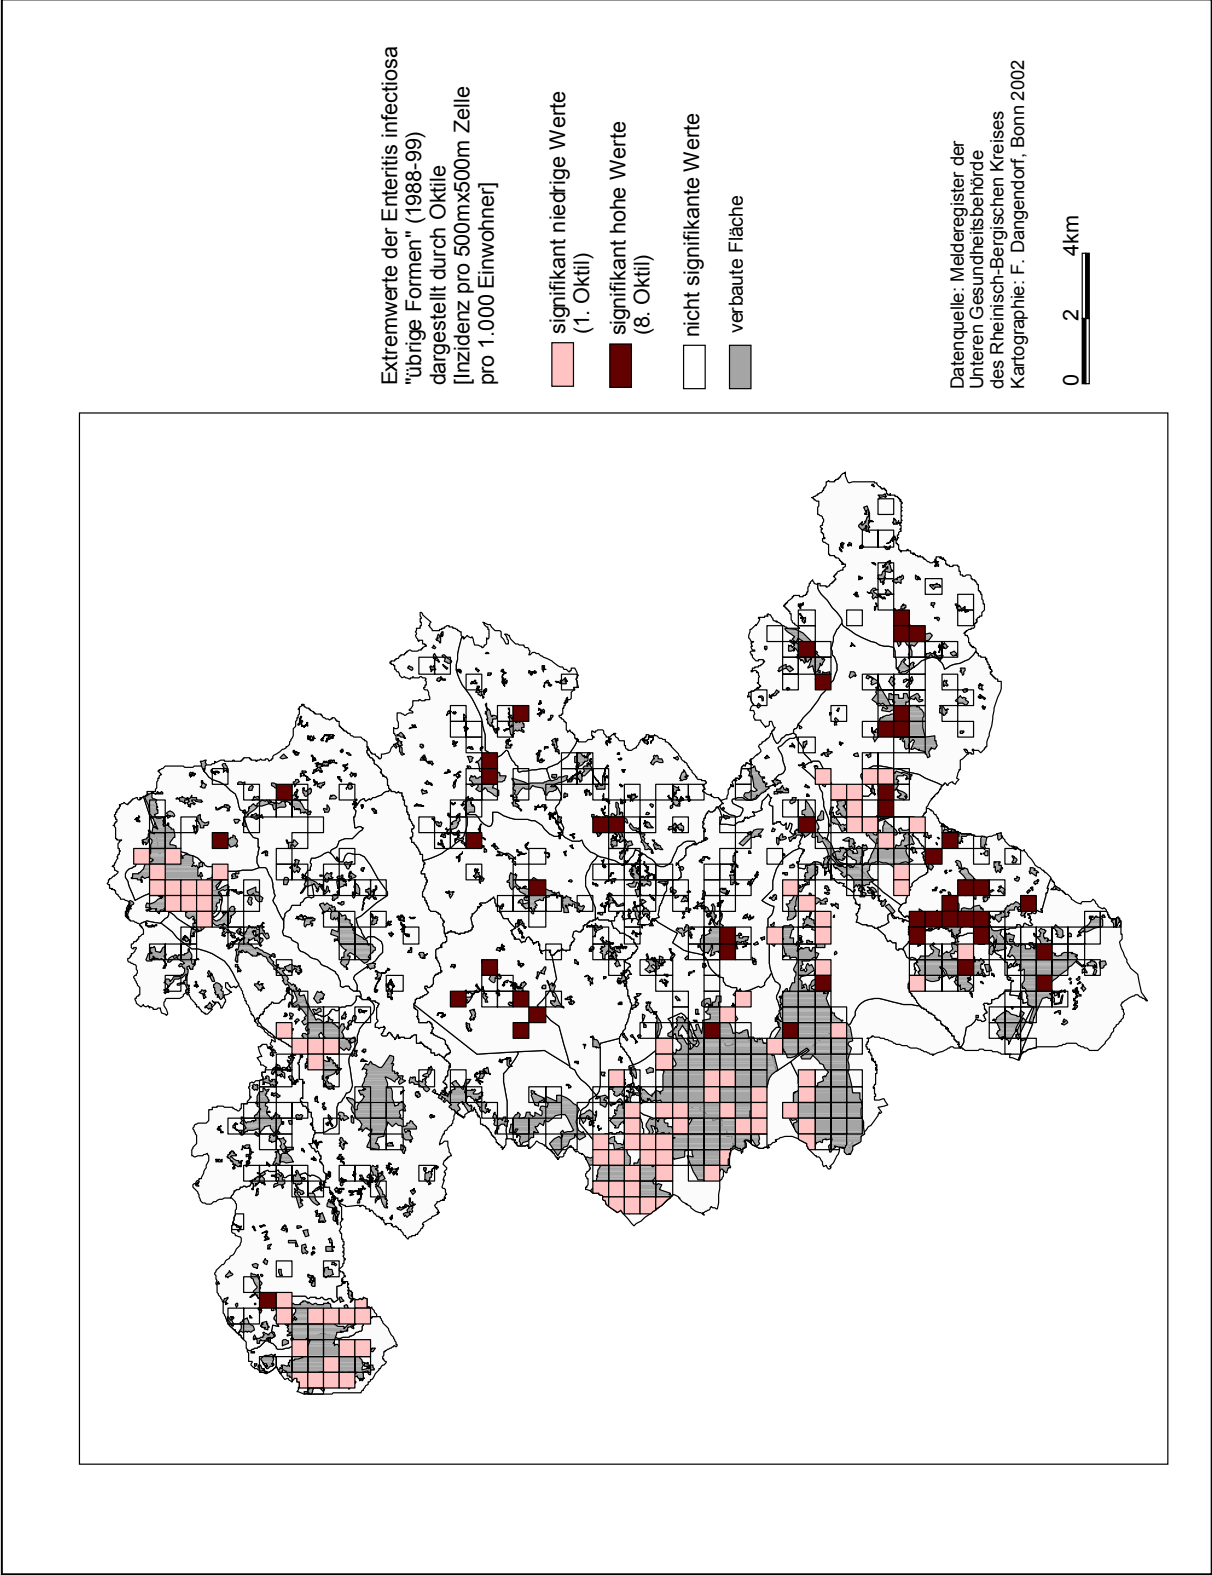 Extremwerte der Enteritis infectiosa
"übrige Formen" (1988-99)
dargestellt durch Oktile
[Inzidenz pro 500mx500m Zelle
pro 1.000 Einwohner]
signifikant niedrige Werte
(1. Oktil)
signifikant hohe Werte
(8. Oktil)
nicht signifikante Werte
verbaute Fläche
Datenquelle: Melderegister der
Unteren Gesundheitsbehörde
des Rheinisch-Bergischen Kreises
Kartographie: F. Dangendorf, Bonn 2002
0 2 4km